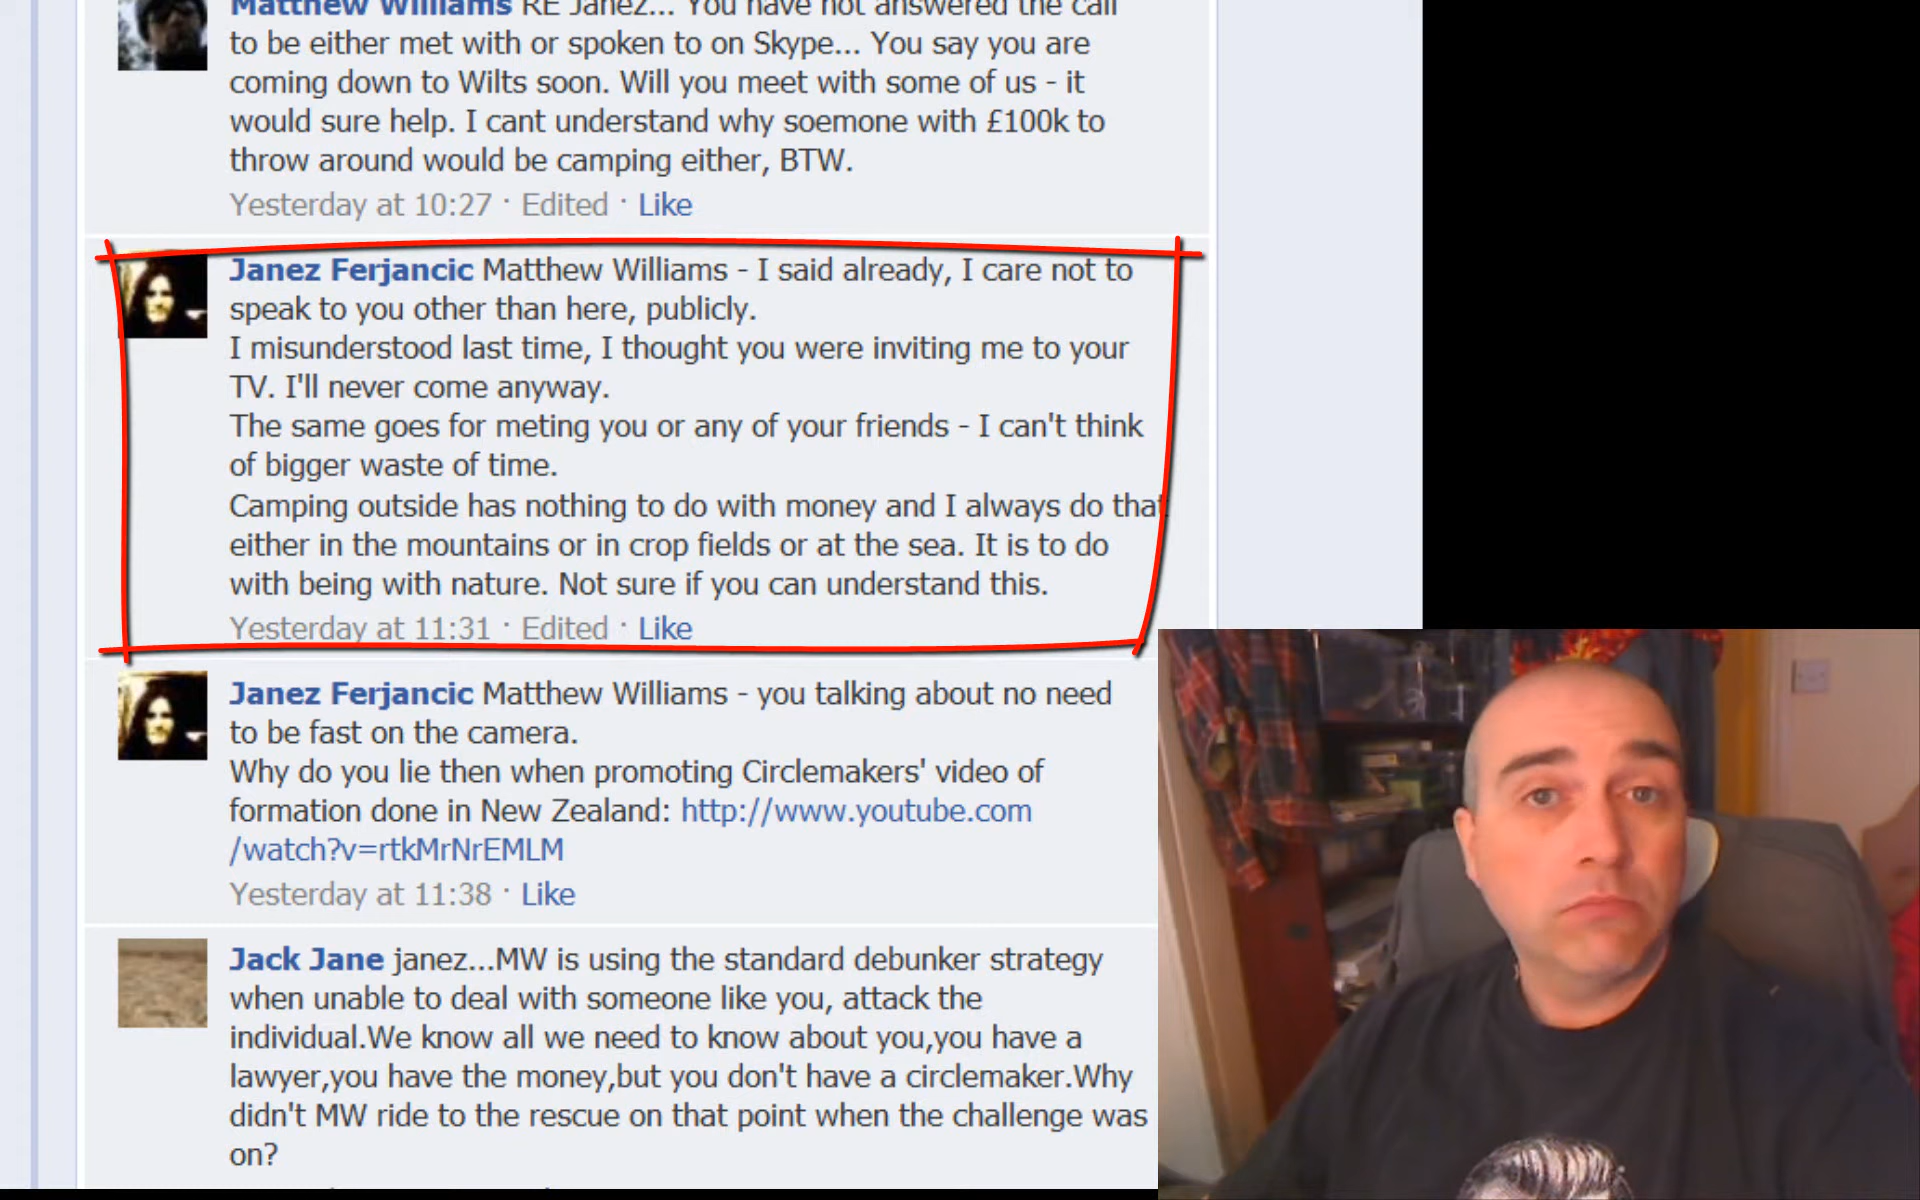 Matthew Williams RE Janez... You have not answered the call
to be either met with or spoken to on Skype... You say you are
coming down to Wilts soon. Will you meet with some of us - it
would sure help. I cant understand why soemone with £100k to
throw around would be camping either, BTW.
Yesterday at 10:27 · Edited · Like
Janez Ferjancic Matthew Williams - I said already, I care not to
speak to you other than here, publicly.
I misunderstood last time, I thought you were inviting me to your
TV. I'll never come anyway.
The same goes for meting you or any of your friends - I can't think
of bigger waste of time.
Camping outside has nothing to do with money and I always do that
either in the mountains or in crop fields or at the sea. It is to do
with being with nature. Not sure if you can understand this.
Yesterday at 11:31 · Edited · Like
Janez Ferjancic Matthew Williams - you talking about no need
to be fast on the camera.
Why do you lie then when promoting Circlemakers' video of
formation done in New Zealand: http://www.youtube.com
/watch?v=rtkMrNrEMLM
Yesterday at 11:38 · Like
Jack Jane janez...MW is using the standard debunker strategy
when unable to deal with someone like you, attack the
individual.We know all we need to know about you,you have a
lawyer,you have the money,but you don't have a circlemaker.Why
didn't MW ride to the rescue on that point when the challenge was
on?